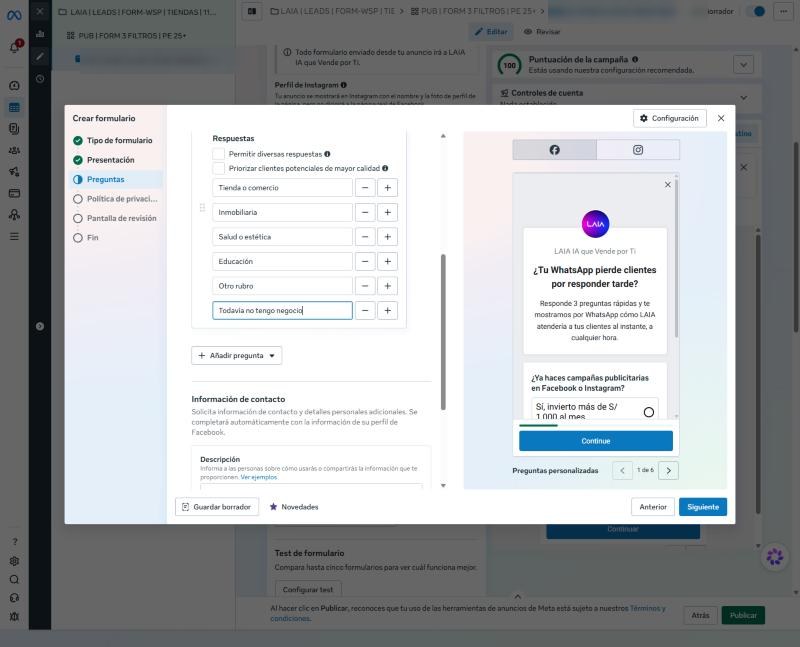 LAIA | LEADS | FORM-WSP | TIENDAS | 11...
PUB | FORM 3 FILTROS | PE 25+
LAIA | LEADS | FORM-WSP | TIE
PUB | FORM 3 FILTROS | PE 25+
orrador
Editar
Revisar
Todo formulario enviado desde tu anuncio irá a LAIA
IA que Vende por Ti.
Perfil de Instagram
Tu anuncio se mostrará en Instagram con el nombre y la foto de perfil de
100
Puntuación de la campaña
Estás usando nuestra configuración recomendada.
Controles de cuenta
Nada establecido
Crear formulario
Tipo de formulario
Presentación
Preguntas
Política de privaci...
Pantalla de revisión
Fin
Configuración
Respuestas
Permitir diversas respuestas
Priorizar clientes potenciales de mayor calidad
Tienda o comercio
Inmobiliaria
Salud o estética
Educación
Otro rubro
Todavía no tengo negocio
Añadir pregunta
Información de contacto
Solicita información de contacto y detalles personales adicionales. Se
completará automáticamente con la información de su perfil de
Facebook.
Descripción
Informa a las personas sobre cómo usarás o compartirás la información que te
proporcionen. Ver ejemplos.
Guardar borrador
Novedades
Anterior
Siguiente
LAIA
LAIA IA que Vende por Ti
¿Tu WhatsApp pierde clientes
por responder tarde?
Responde 3 preguntas rápidas y te
mostramos por WhatsApp cómo LAIA
atendería a tus clientes al instante, a
cualquier hora.
¿Ya haces campañas publicitarias
en Facebook o Instagram?
Sí, invierto más de S/
1,000 al mes
Continue
Preguntas personalizadas
1 de 6
Continuar
Test de formulario
Compara hasta cinco formularios para ver cuál funciona mejor.
Configurar test
Al hacer clic en Publicar, reconoces que tu uso de las herramientas de anuncios de Meta está sujeto a nuestros Términos y
condiciones.
Atrás
Publicar